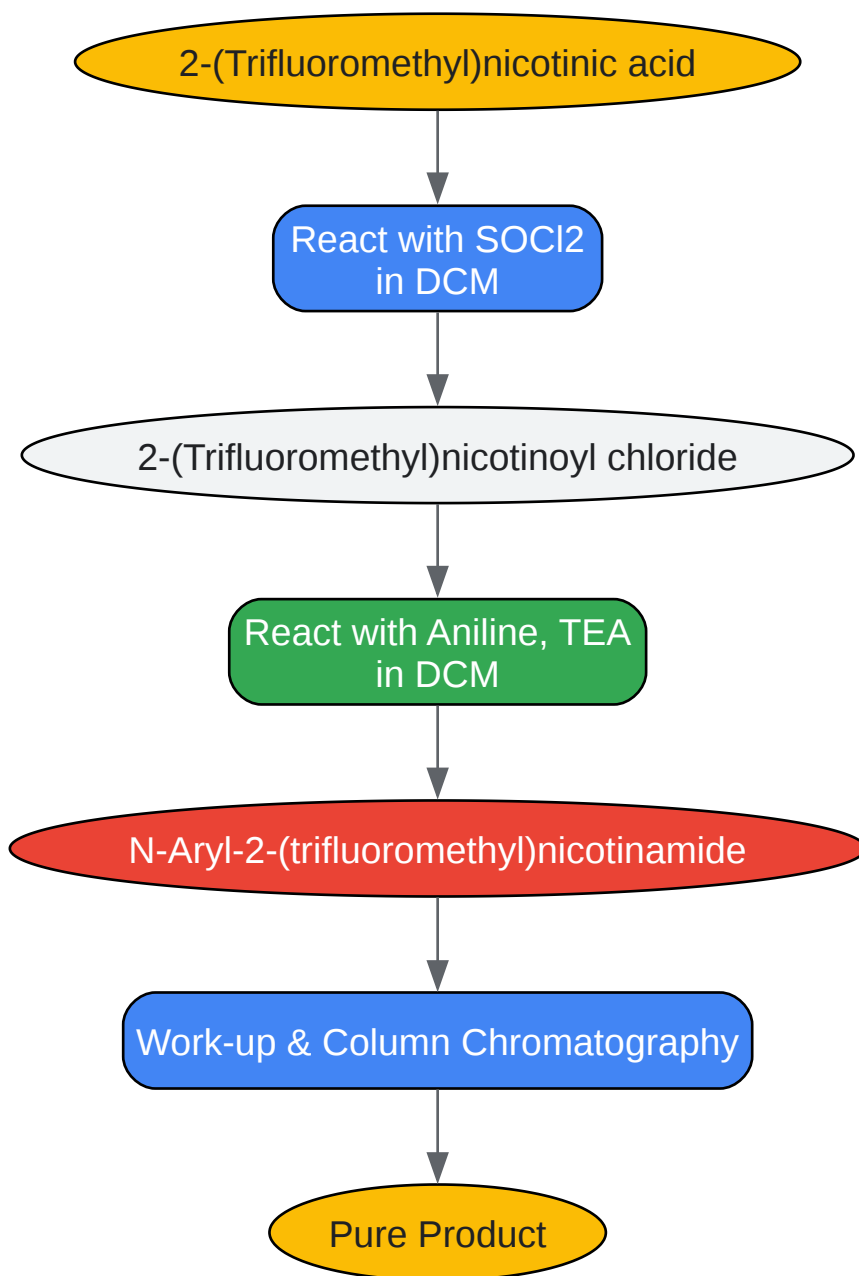 2-(Trifluoromethyl)nicotinic acid
React with SOCl2
in DCM
2-(Trifluoromethyl)nicotinoyl chloride
React with Aniline, TEA
in DCM
N-Aryl-2-(trifluoromethyl)nicotinamide
Work-up & Column Chromatography
Pure Product